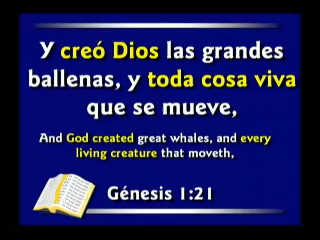 Y creó Dios las grandes
ballenas, y toda cosa viva
que se mueve,
And God created great whales, and every
living creature that moveth,
Génesis 1:21